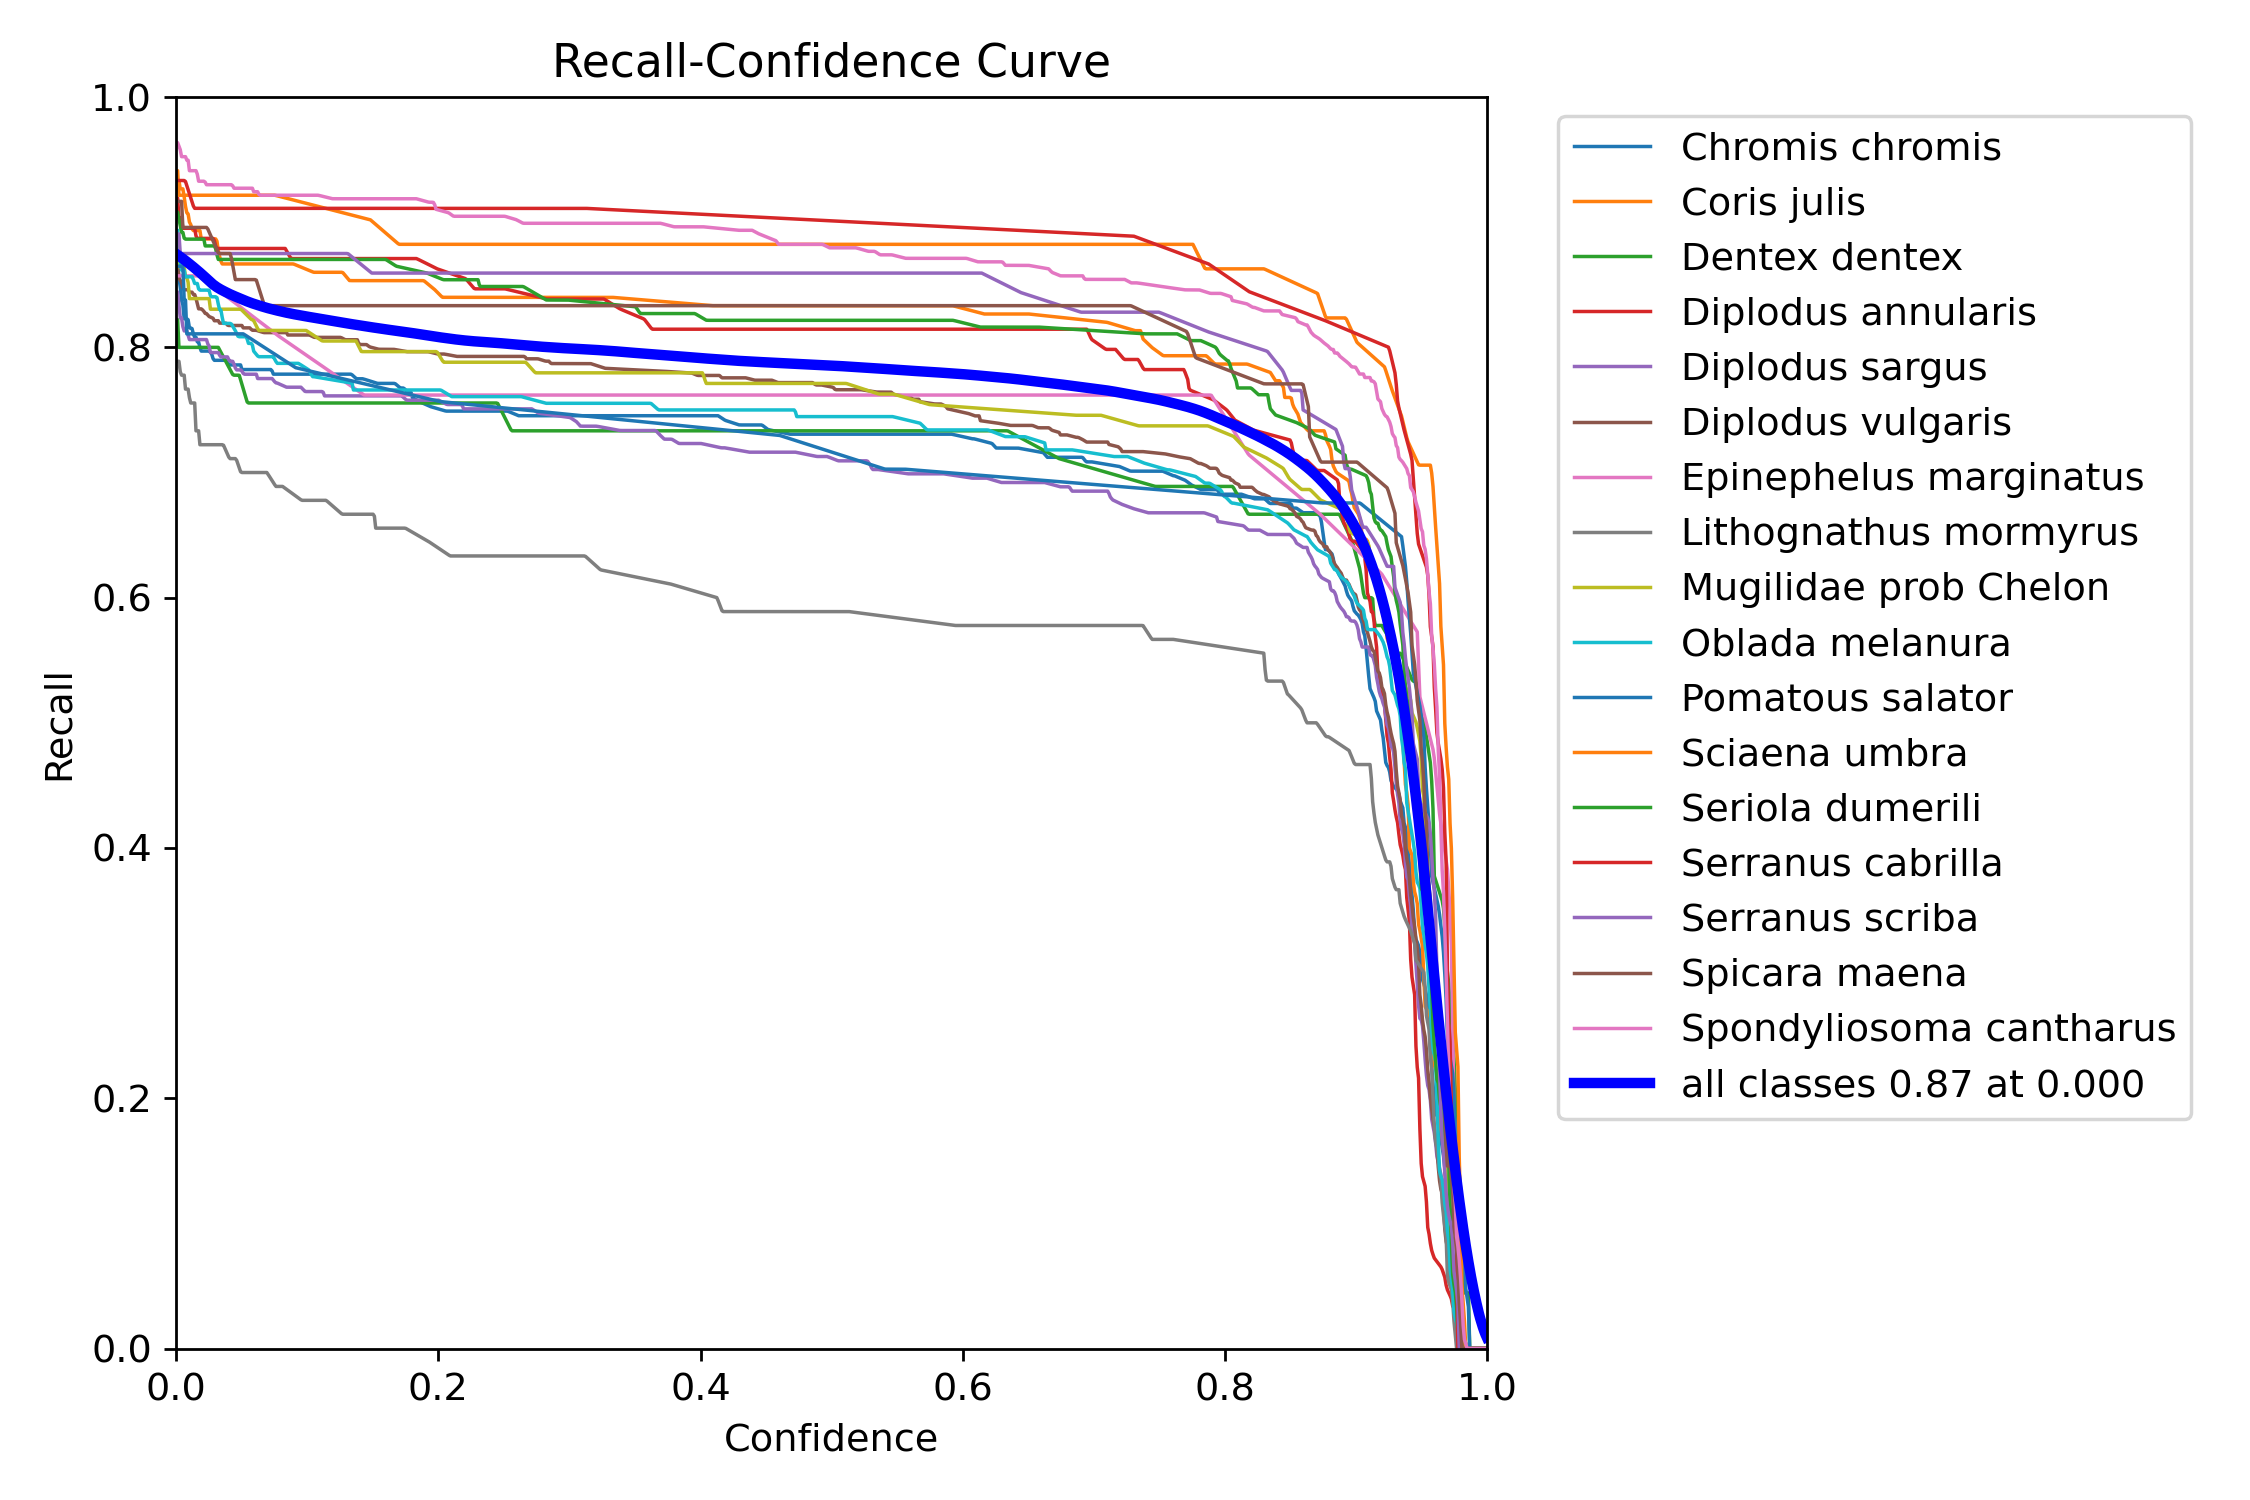 Recall-Confidence Curve
1.0
0.8
0.6
0.4
0.2
0.0
Recall
0.0 0.2 0.4 0.6 0.8 1.0
Confidence
Chromis chromis
Coris julis
Dentex dentex
Diplodus annularis
Diplodus sargus
Diplodus vulgaris
Epinephelus marginatus
Lithognathus mormyrus
Mugilidae prob Chelon
Oblada melanura
Pomatous salator
Sciaena umbra
Seriola dumerili
Serranus cabrilla
Serranus scriba
Spicara maena
Spondyliosoma cantharus
all classes 0.87 at 0.000